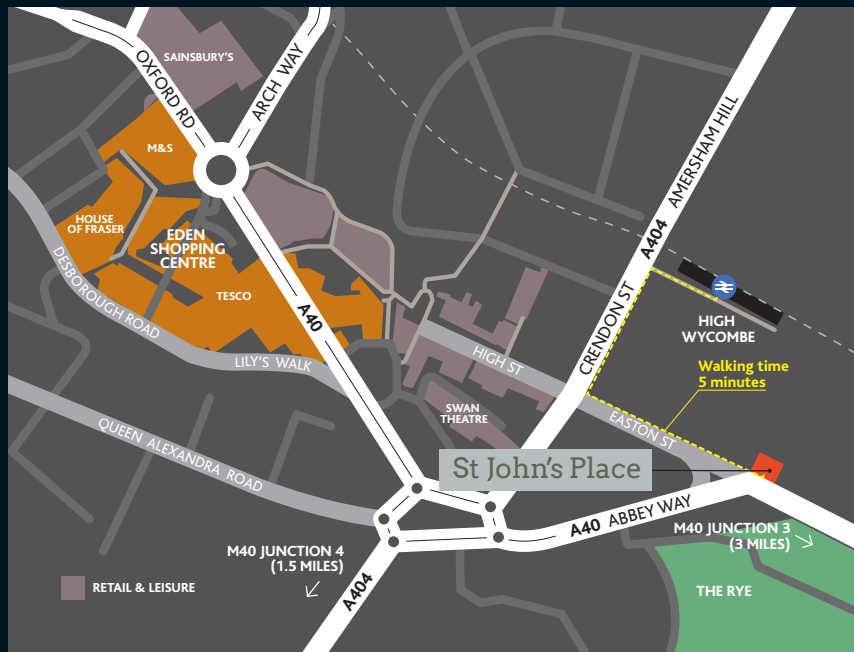 SAINSBURY'S
OXFORD RD
ARCH WAY
M&S
AMERSHAM HILL
A404
HOUSE
OF FRASER
EDEN
SHOPPING
CENTRE
TESCO
DESBOROUGH ROAD
A40
HIGH
WYCOMBE
CRENDON ST
LILY'S WALK
HIGH ST
Walking time
5 minutes
SWAN
THEATRE
EASTON ST
QUEEN ALEXANDRA ROAD
St John's Place
A40 ABBEY WAY
M40 JUNCTION 3
(3 MILES)
M40 JUNCTION 4
(1.5 MILES)
A404
RETAIL & LEISURE
THE RYE